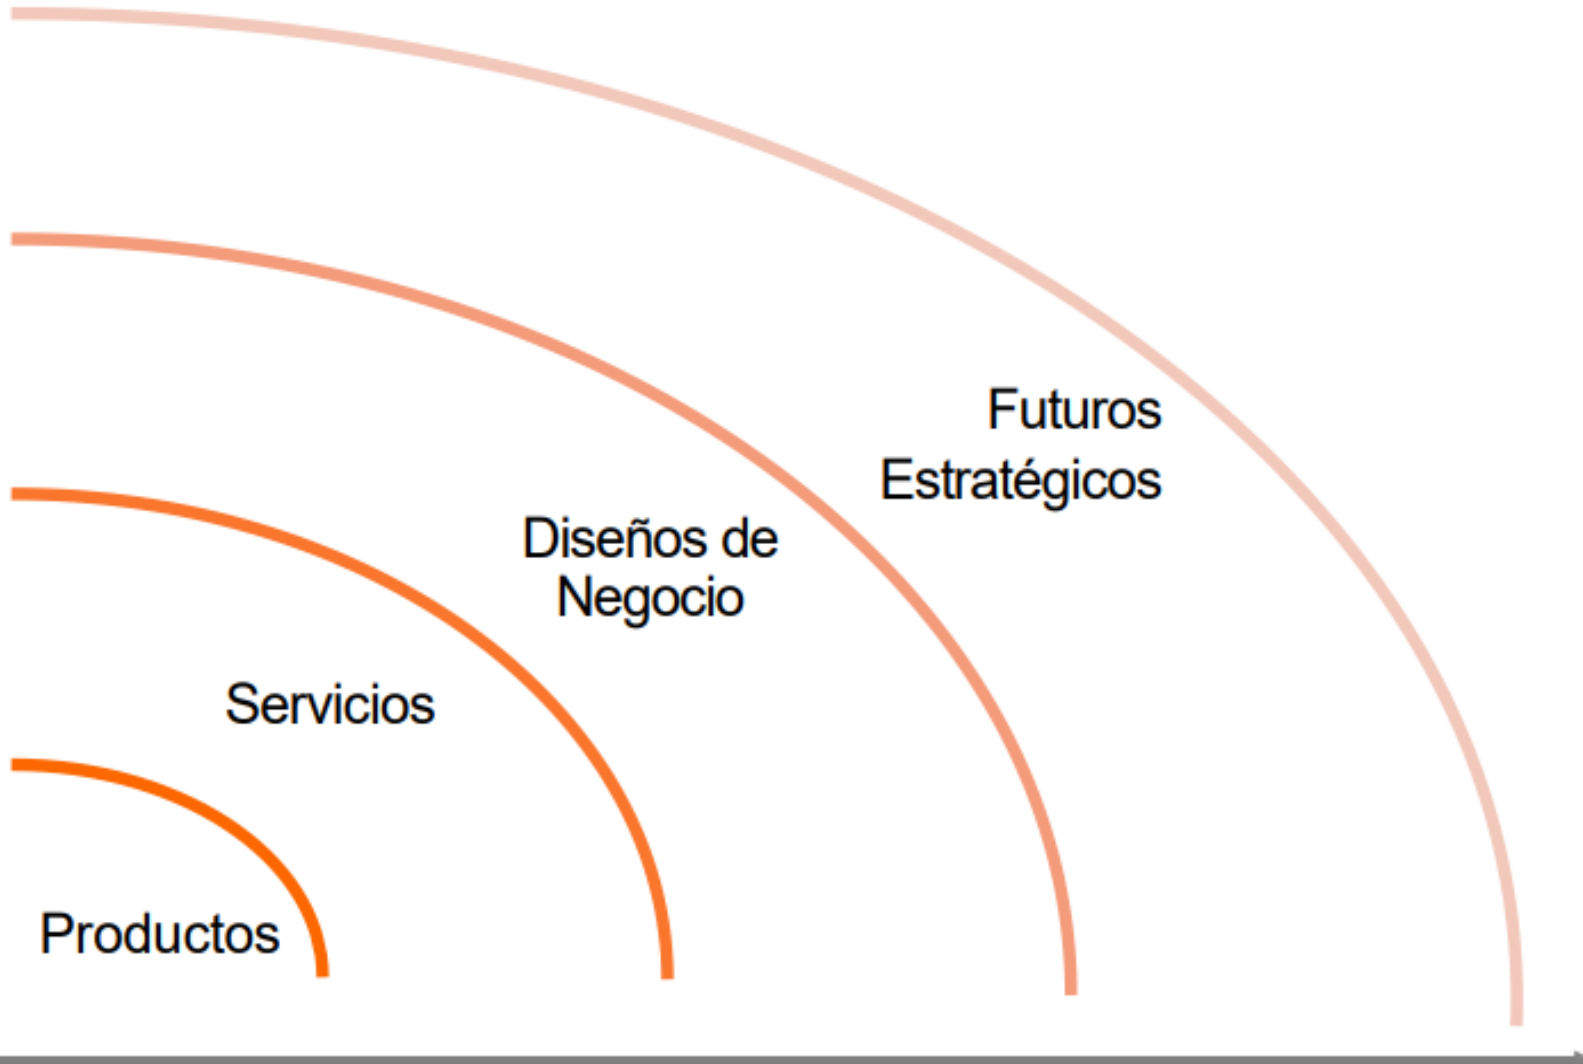 Futuros
Estratégicos
Diseños de
Negocio
Servicios
Productos